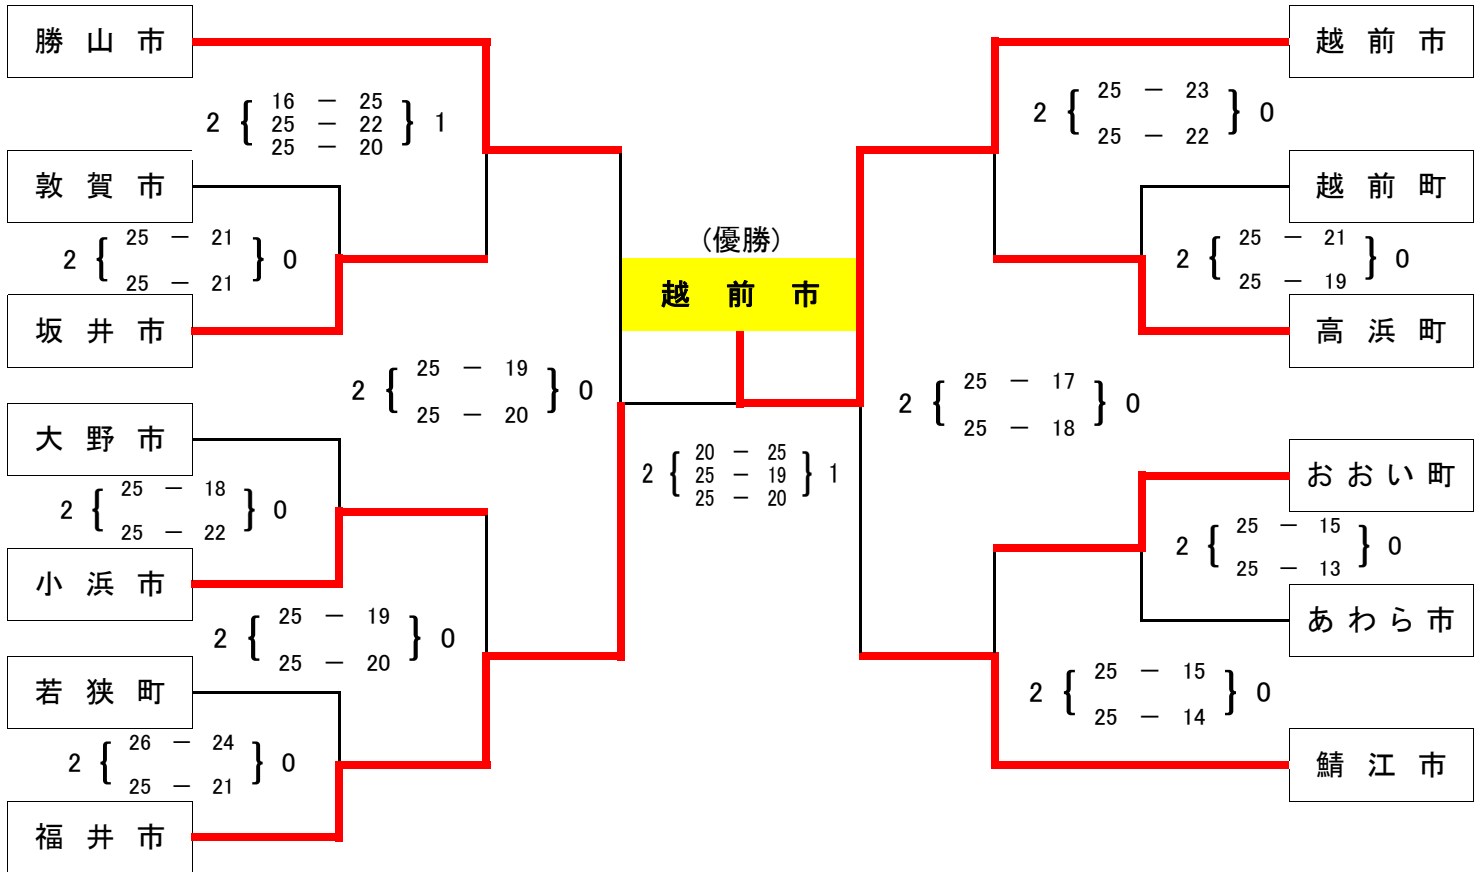 勝山市
2 { 16 － 25 } 1
25 － 22
25 － 20
敦賀市
2 { 25 － 21 } 0
25 － 21
坂井市
2 { 25 － 19 } 0
25 － 20
大野市
2 { 25 － 18 } 0
25 － 22
小浜市
2 { 25 － 19 } 0
25 － 20
若狭町
2 { 26 － 24 } 0
25 － 21
福井市
(優勝)
越前市
2 { 20 － 25 } 1
25 － 19
25 － 20
越前市
2 { 25 － 23 } 0
25 － 22
越前町
2 { 25 － 21 } 0
25 － 19
高浜町
2 { 25 － 17 } 0
25 － 18
おおい町
2 { 25 － 15 } 0
25 － 13
あわら市
2 { 25 － 15 } 0
25 － 14
鯖江市